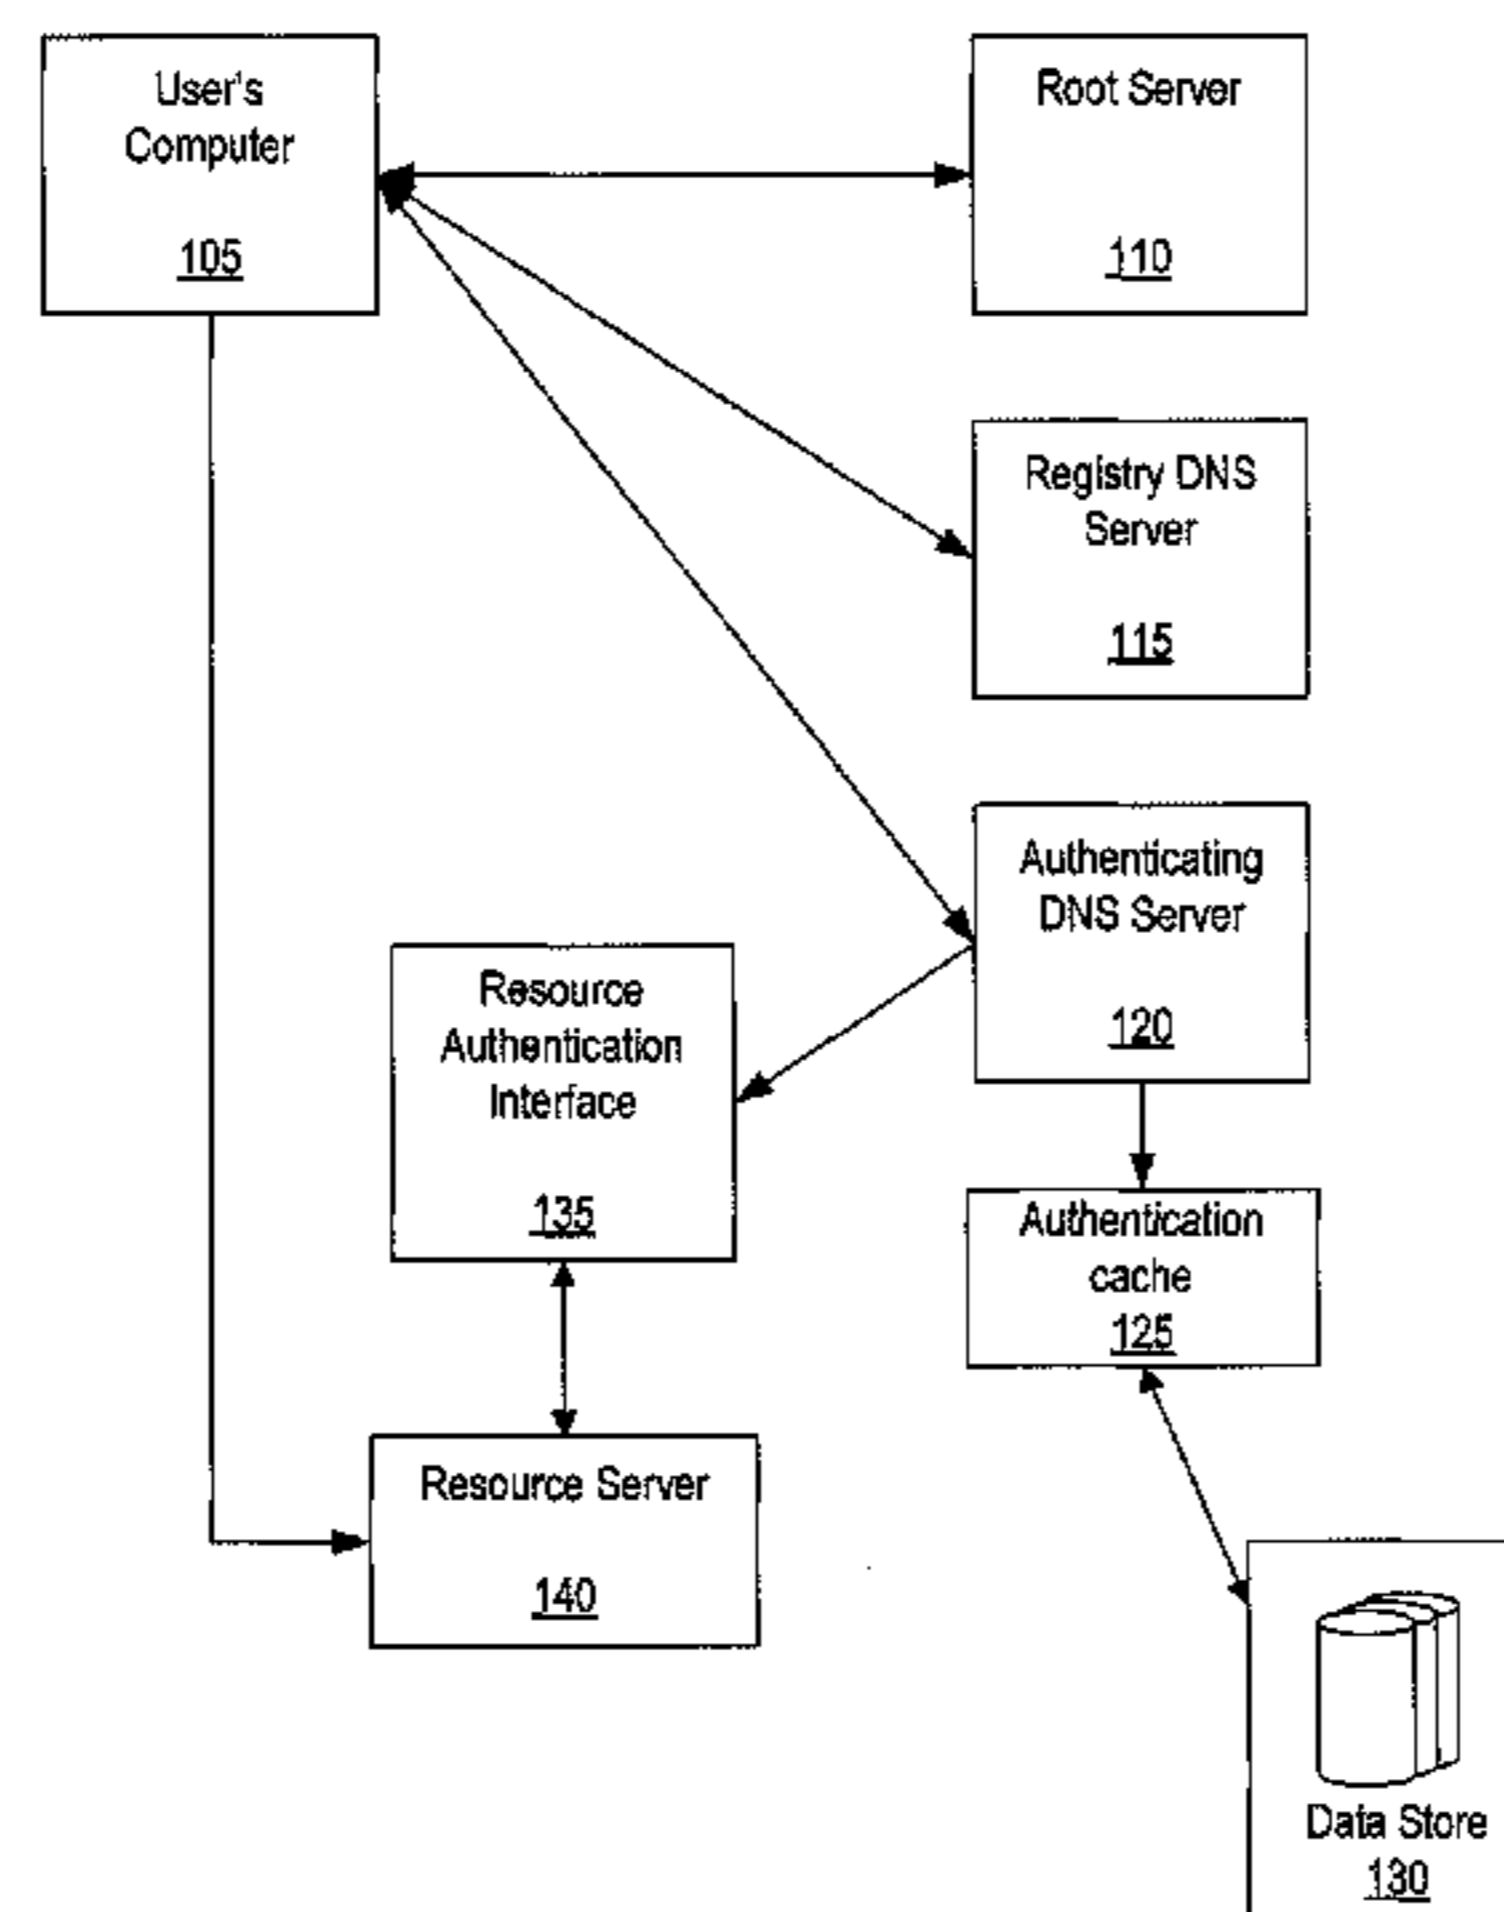 User's
Computer
105
Root Server
110
Registry DNS
Server
115
Authenticating
DNS Server
120
Resource
Authentication
Interface
135
Authentication
cache
125
Resource Server
140
Data Store
130